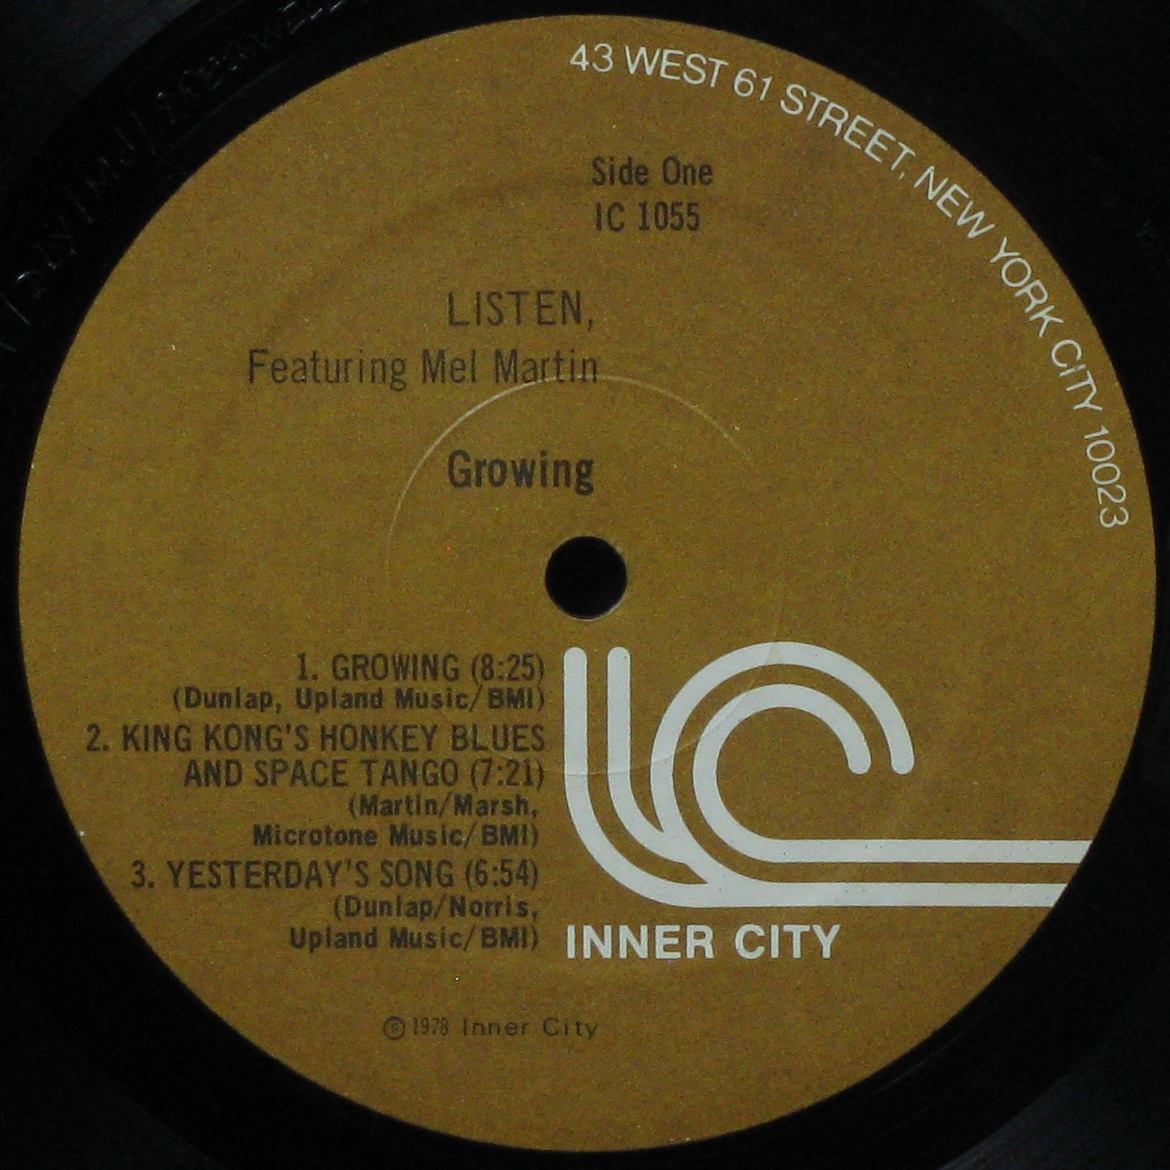 43 WEST 61 STREET, NEW YORK CITY 10023
Side One
IC 1055
LISTEN,
Featuring Mel Martin
Growing
1. GROWING (8:25)
(Dunlap, Upland Music/BMI)
2. KING KONG'S HONKEY BLUES
AND SPACE TANGO (7:21)
(Martin/Marsh,
Microtone Music/BMI)
3. YESTERDAY'S SONG (6:54)
(Dunlap/Norris,
Upland Music/BMI)
IC
INNER CITY
℗ 1978 Inner City